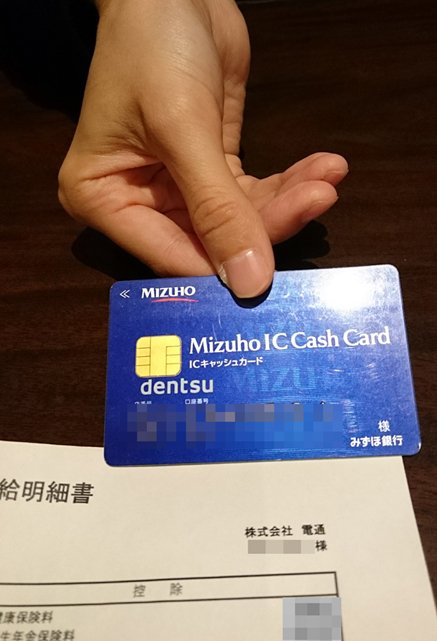 ≪ MIZUHO
Mizuho IC Cash Card
ICキャッシュカード
dentsu
口座番号
様
みずほ銀行
給明細書
株式会社 電通
様
控 除
健康保険料
生年金保険料